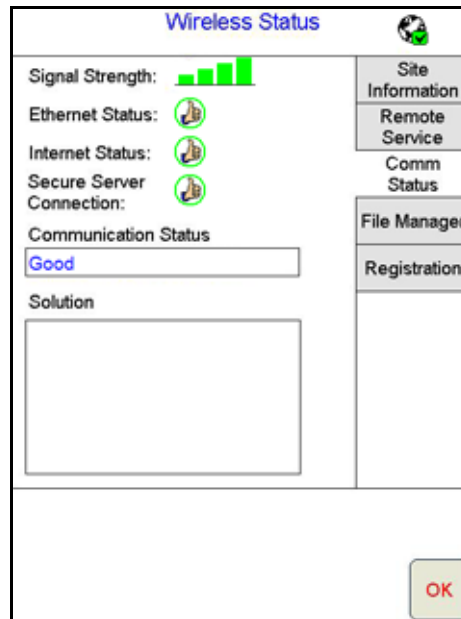 Wireless Status
Signal Strength:
Ethernet Status:
Internet Status:
Secure Server
Connection:
Communication Status
Good
Solution
Site
Information
Remote
Service
Comm
Status
File Manager
Registration
OK